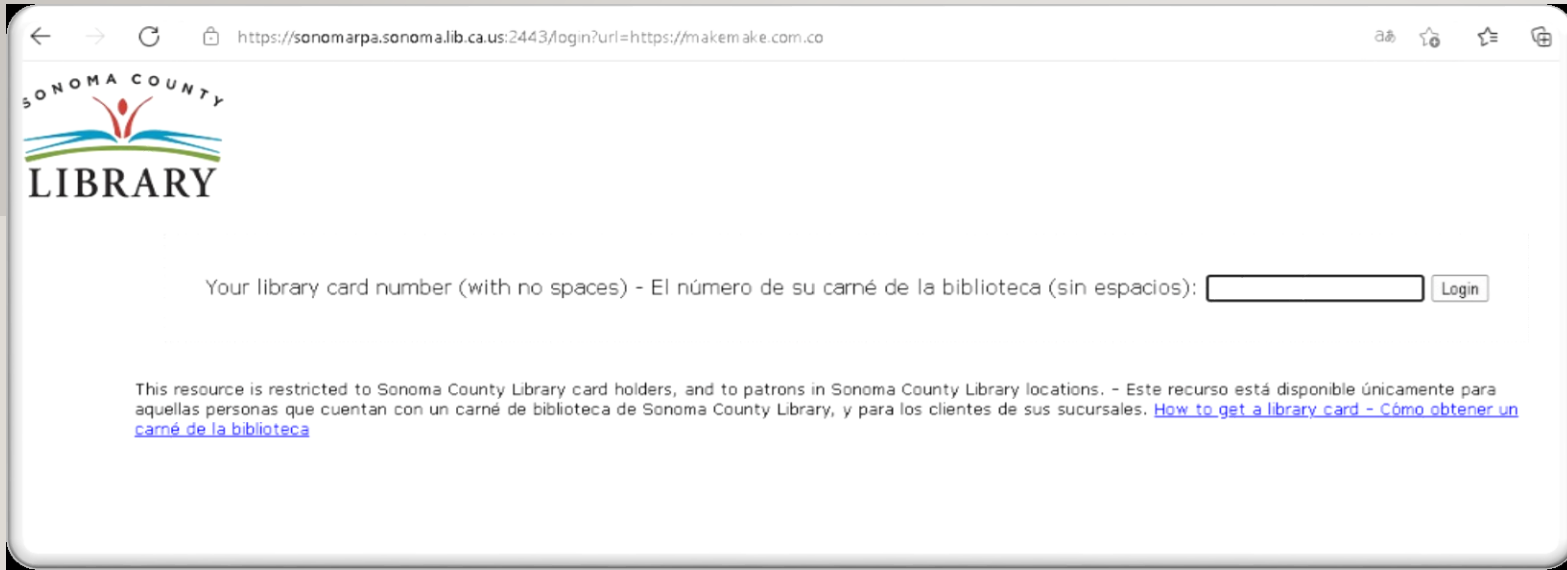 https://sonomarpa.sonoma.lib.ca.us:2443/login?url=https://makemake.com.co
SONOMA COUNTY
LIBRARY
Your library card number (with no spaces) - El número de su carné de la biblioteca (sin espacios):
Login
This resource is restricted to Sonoma County Library card holders, and to patrons in Sonoma County Library locations. - Este recurso está disponible únicamente para
aquellas personas que cuentan con un carné de biblioteca de Sonoma County Library, y para los clientes de sus sucursales. How to get a library card - Cómo obtener un
carné de la biblioteca